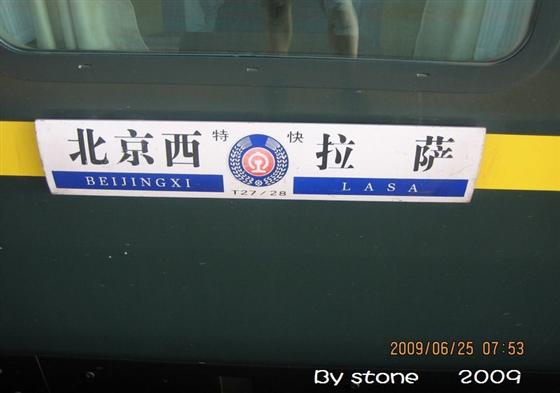 北京西 特 快 拉 萨
BEIJINGXI LASA
T27/28
2009/06/25 07:53
By stone 2009